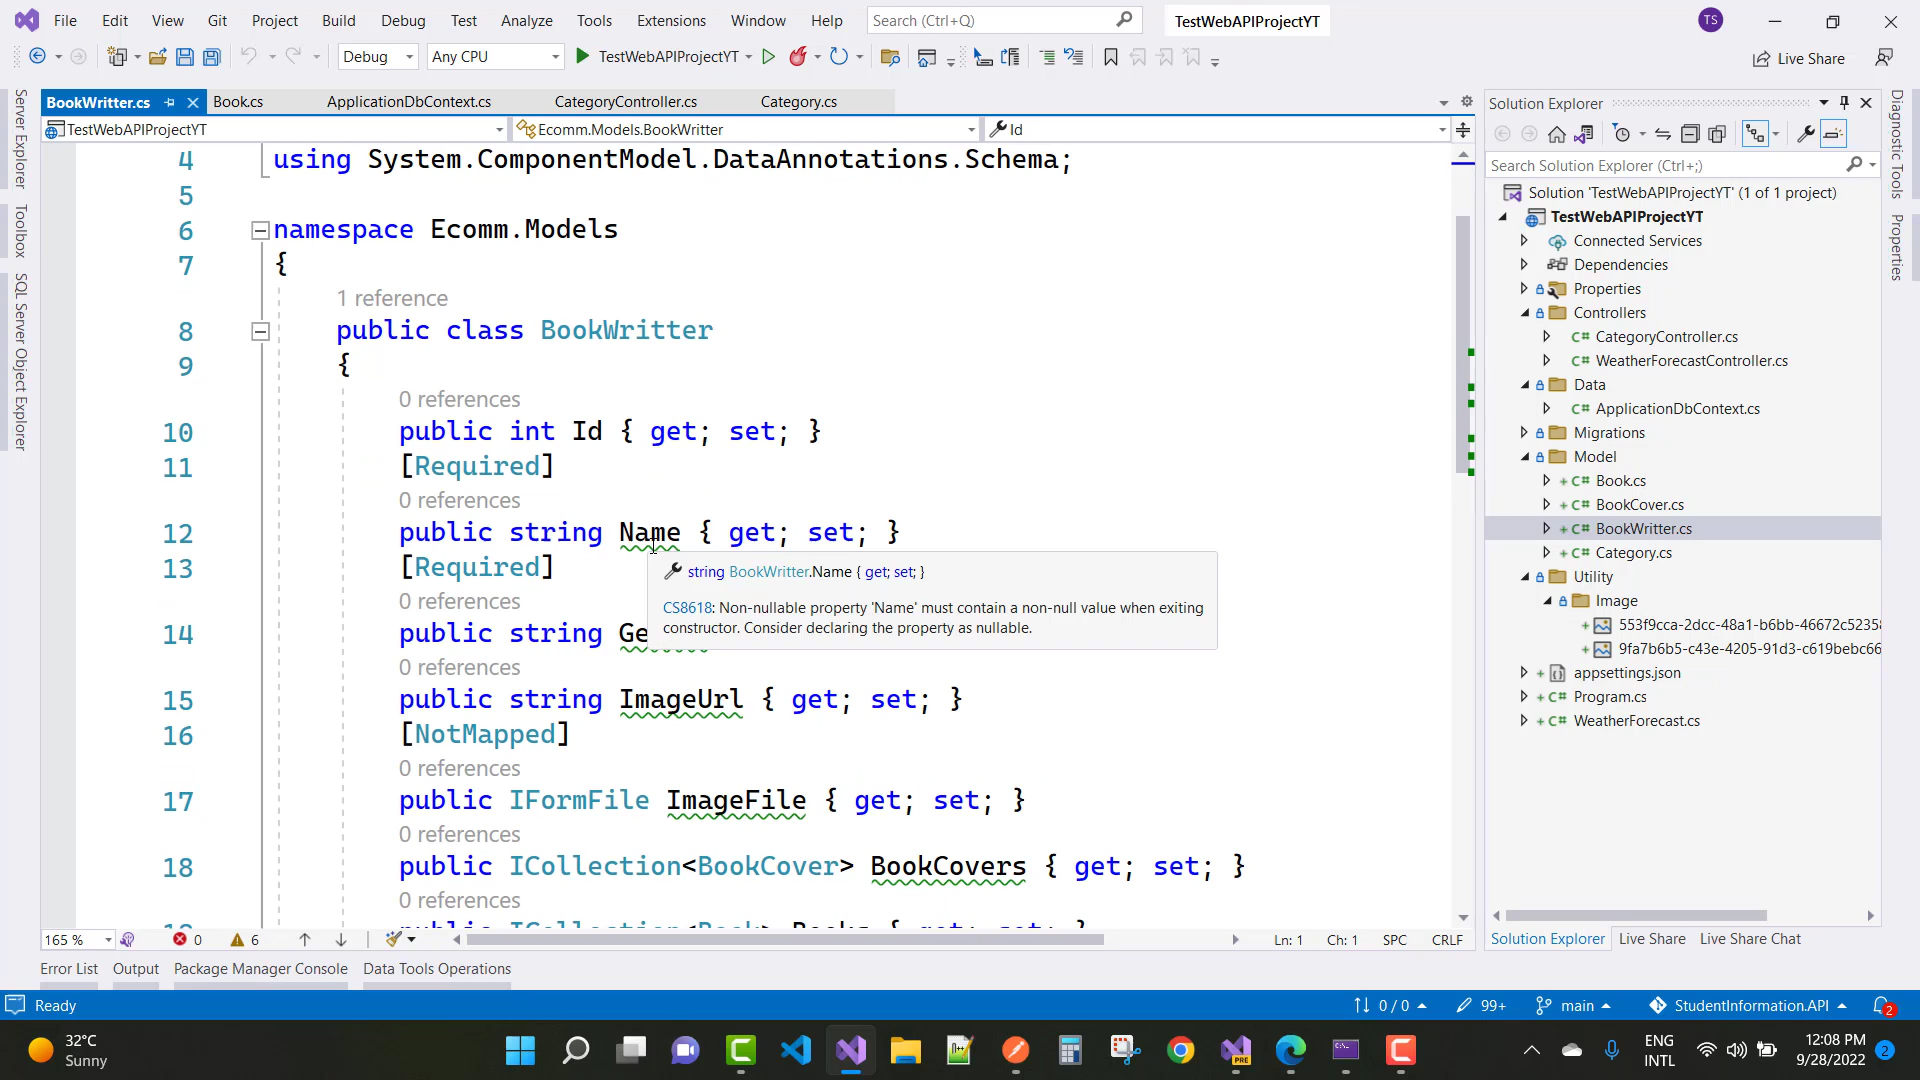 File Edit View Git Project Build Debug Test Analyze Tools Extensions Window Help Search (Ctrl+Q) TestWebAPIProjectYT TS
Debug Any CPU TestWebAPIProjectYT Live Share
BookWritter.cs Book.cs ApplicationDbContext.cs CategoryController.cs Category.cs
TestWebAPIProjectYT Ecomm.Models.BookWritter Id
Server Explorer
Toolbox
SQL Server Object Explorer
4 using System.ComponentModel.DataAnnotations.Schema;
5
6 namespace Ecomm.Models
7 {
1 reference
8 public class BookWritter
9 {
0 references
10 public int Id { get; set; }
11 [Required]
0 references
12 public string Name { get; set; }
13 [Required]
0 references
14 public string Ge
string BookWritter.Name { get; set; }
CS8618: Non-nullable property 'Name' must contain a non-null value when exiting
constructor. Consider declaring the property as nullable.
0 references
15 public string ImageUrl { get; set; }
16 [NotMapped]
0 references
17 public IFormFile ImageFile { get; set; }
0 references
18 public ICollection<BookCover> BookCovers { get; set; }
0 references
165 % 0 6 Ln: 1 Ch: 1 SPC CRLF
Error List Output Package Manager Console Data Tools Operations
Solution Explorer
Search Solution Explorer (Ctrl+;)
Solution 'TestWebAPIProjectYT' (1 of 1 project)
TestWebAPIProjectYT
Connected Services
Dependencies
Properties
Controllers
C# CategoryController.cs
C# WeatherForecastController.cs
Data
C# ApplicationDbContext.cs
Migrations
Model
+ C# Book.cs
+ C# BookCover.cs
+ C# BookWritter.cs
C# Category.cs
Utility
Image
+ 553f9cca-2dcc-48a1-b6bb-46672c5235
+ 9fa7b6b5-c43e-4205-91d3-c619bebc66
+ appsettings.json
+ C# Program.cs
+ C# WeatherForecast.cs
Solution Explorer Live Share Live Share Chat
Diagnostic Tools
Properties
Ready 0 / 0 99+ main StudentInformation.API 2
32°C
Sunny
PRE
ENG
INTL
12:08 PM
9/28/2022
2